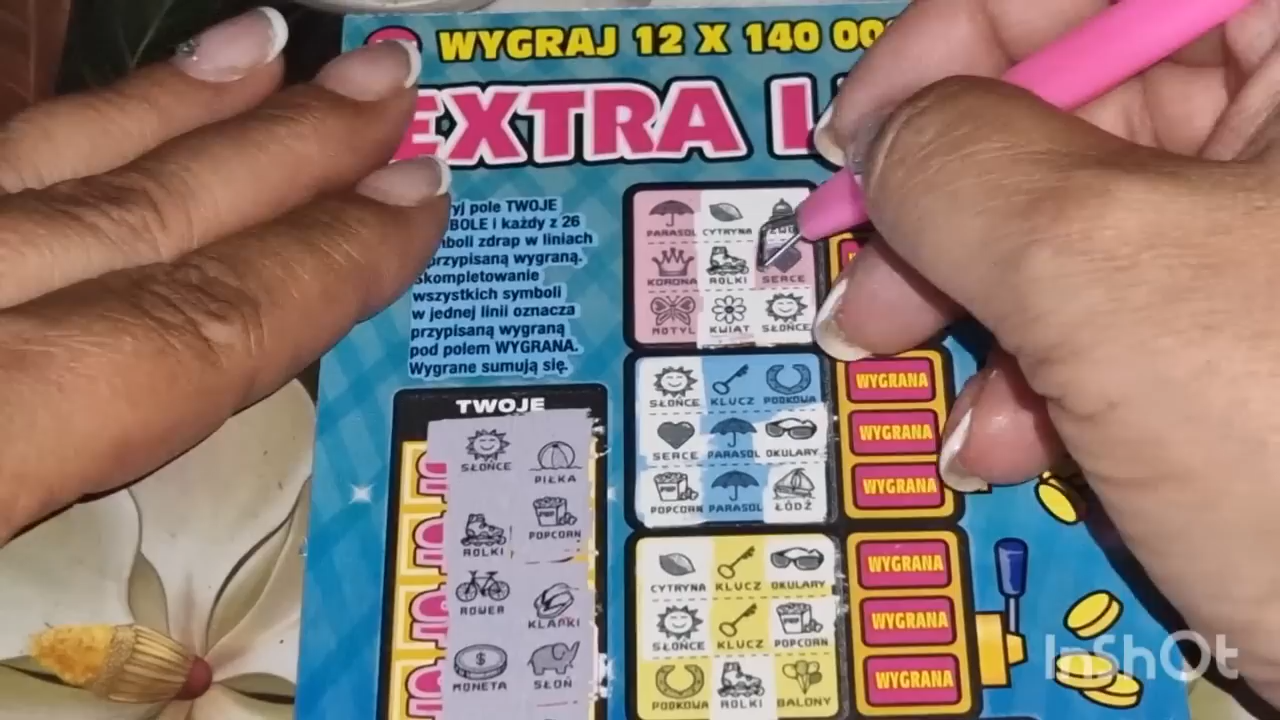 WYGRAJ 12 X 140 00
EXTRA
pole TWOJE
i każdy z 26
zdrap w liniach
przypisaną wygraną.
Skompletowanie
wszystkich symboli
w jednej linii oznacza
przypisaną wygraną
pod polem WYGRANA.
Wygrane sumują się.
PARASOL CYTRYNA
KORONA ROLKI SERCE
MOTYL KWIAT SŁOŃCE
SŁOŃCE KLUCZ PODKOWA
WYGRANA
SERCE PARASOL OKULARY
WYGRANA
POPCORN PARASOL ŁÓDŹ
WYGRANA
CYTRYNA KLUCZ OKULARY
WYGRANA
SŁOŃCE KLUCZ POPCORN
WYGRANA
PODKOWA ROLKI BALONY
WYGRANA
TWOJE
SŁOŃCE PIŁKA
ROLKI POPCORN
ROWER KLAPKI
MONETA SŁOŃ
InShOt